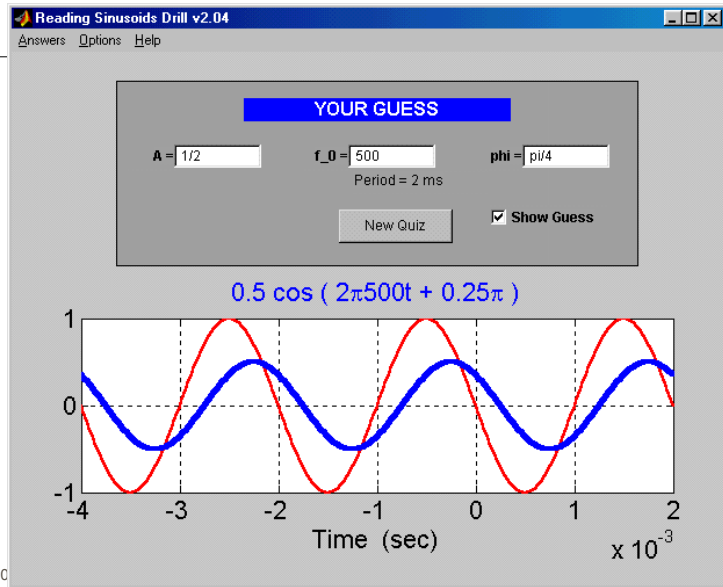 Reading Sinusoids Drill v2.04
Answers Options Help
YOUR GUESS
A = 1/2 f_0 = 500 phi = pi/4
Period = 2 ms
New Quiz Show Guess
0.5 cos ( 2π500t + 0.25π )
1
0
-1
-4 -3 -2 -1 0 1 2
Time (sec)
x 10⁻³